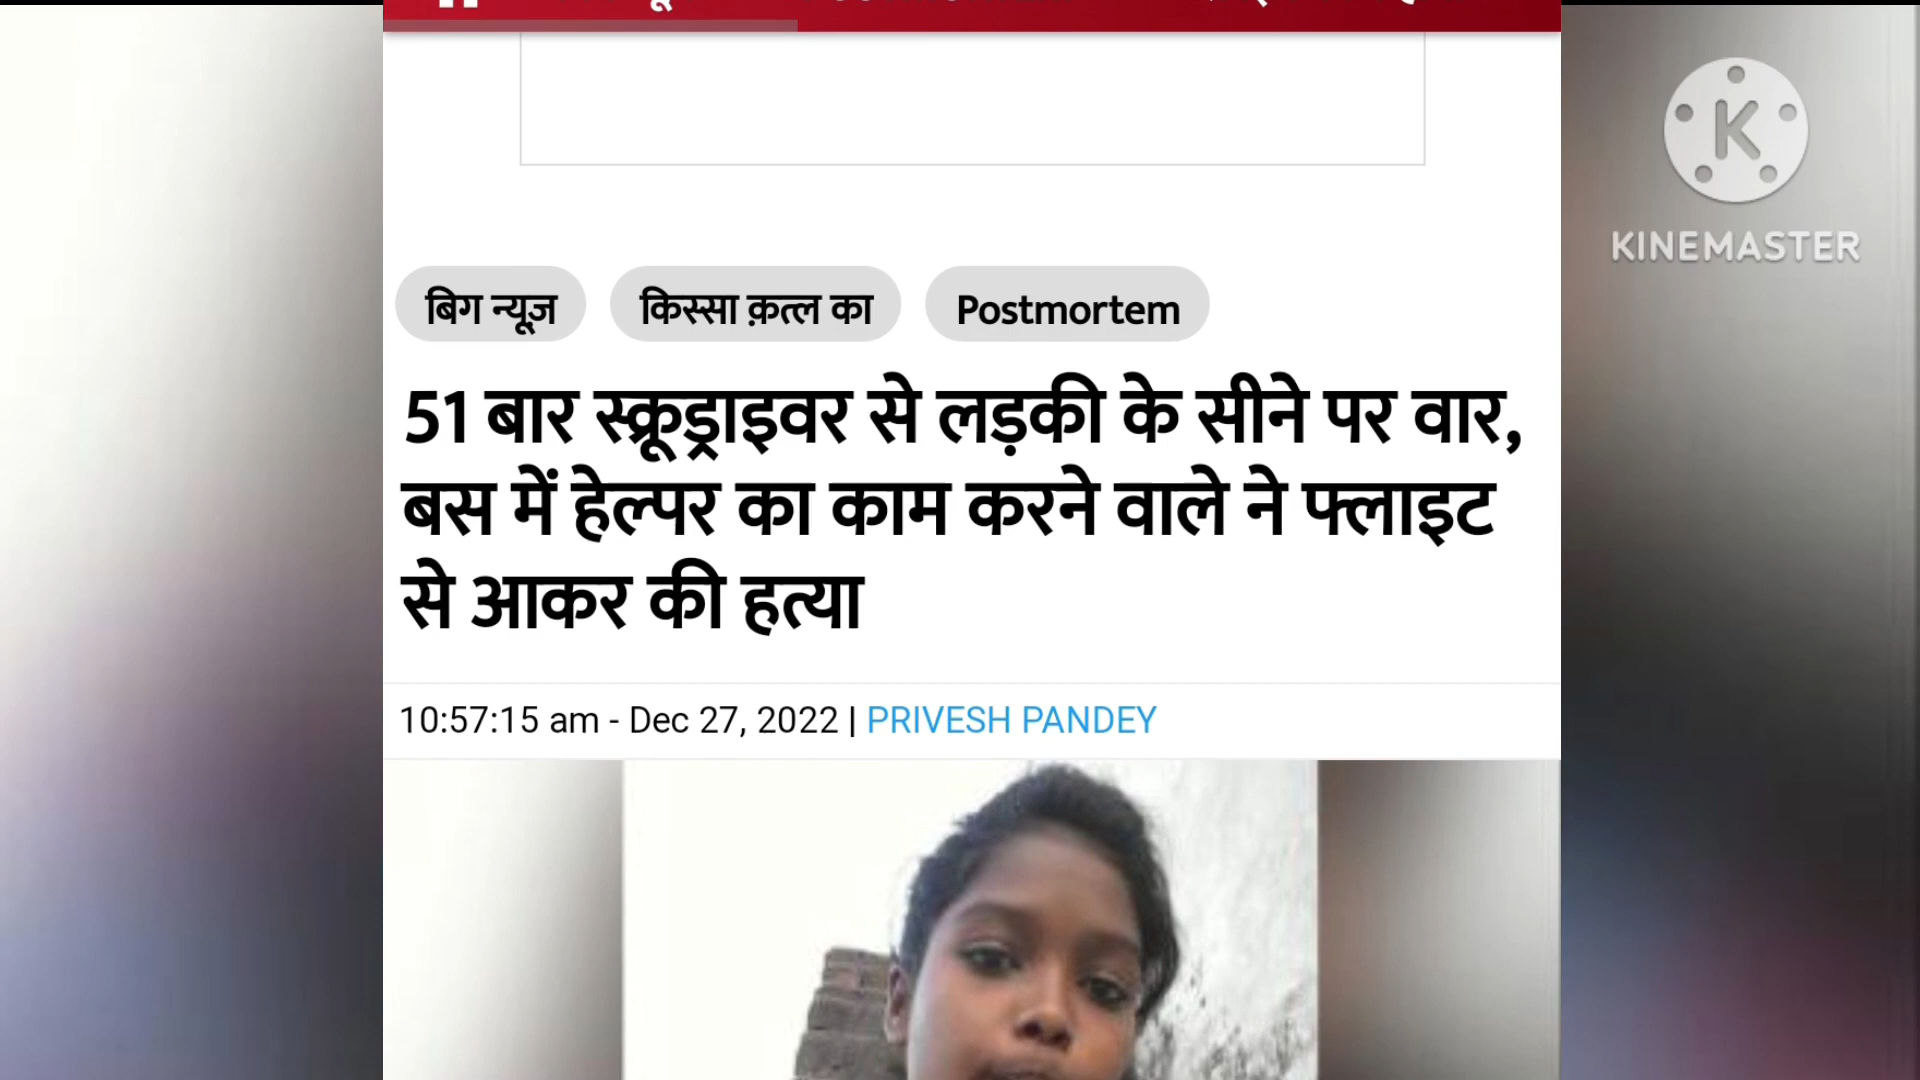 KINEMASTER
बिग न्यूज़
किस्सा क़त्ल का
Postmortem
51 बार स्क्रूड्राइवर से लड़की के सीने पर वार,
बस में हेल्पर का काम करने वाले ने फ्लाइट
से आकर की हत्या
10:57:15 am - Dec 27, 2022 | PRIVESH PANDEY